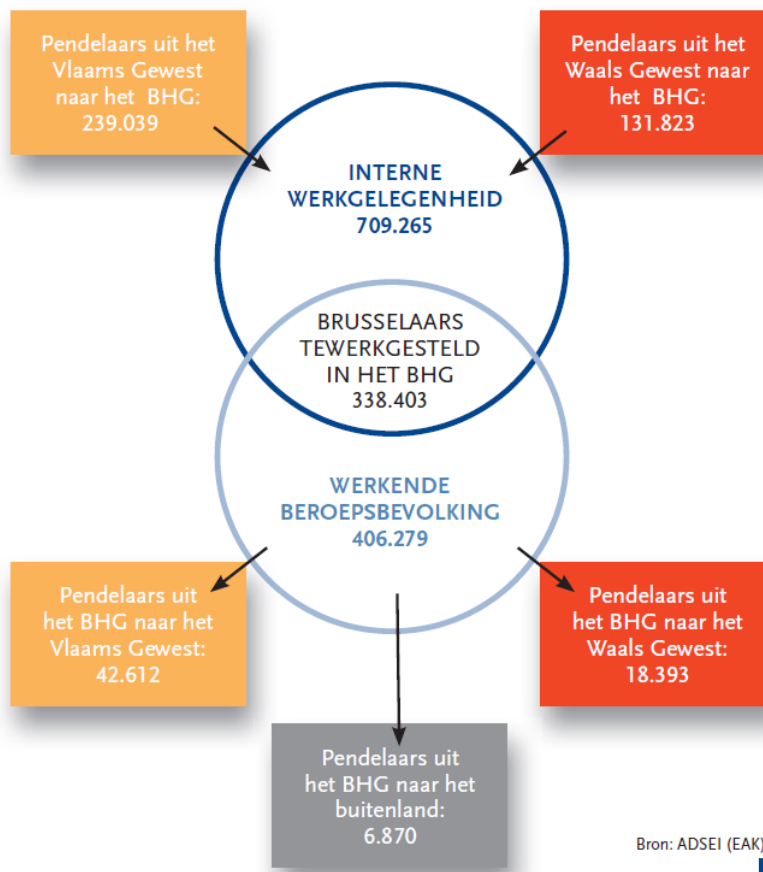 Pendelaars uit het
Vlaams Gewest
naar het BHG:
239.039
Pendelaars uit het
Waals Gewest naar
het BHG:
131.823
INTERNE
WERKGELEGENHEID
709.265
BRUSSELAARS
TEWERKGESTELD
IN HET BHG
338.403
WERKENDE
BEROEPSBEVOLKING
406.279
Pendelaars uit
het BHG naar het
Vlaams Gewest:
42.612
Pendelaars uit
het BHG naar het
Waals Gewest:
18.393
Pendelaars uit
het BHG naar het
buitenland:
6.870
Bron: ADSEI (EAK)